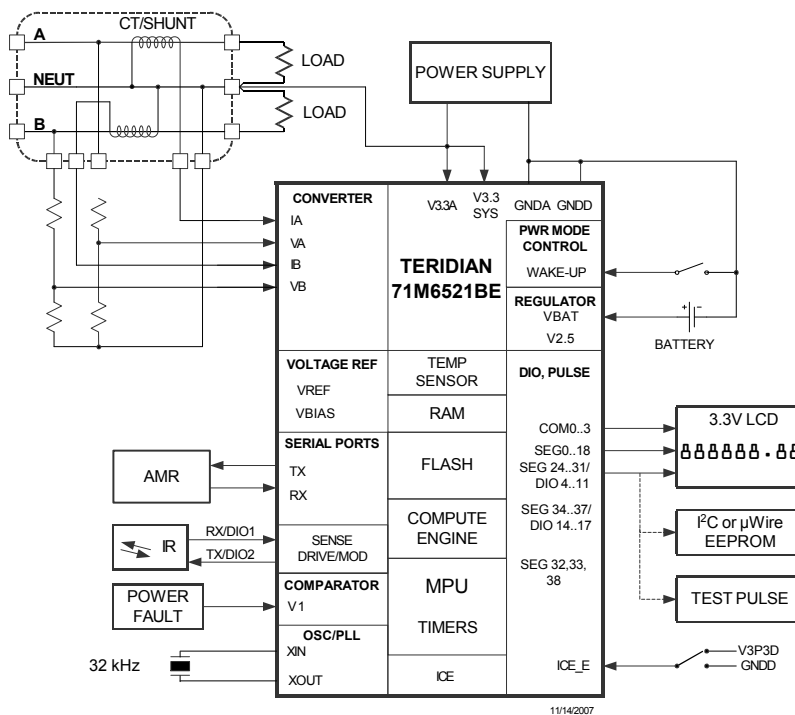 CT/SHUNT
A
NEUT
B
LOAD
LOAD
POWER SUPPLY
CONVERTER
IA
VA
IB
VB
V3.3A
V3.3
SYS
GNDA GNDD
TERIDIAN
71M6521BE
PWR MODE
CONTROL
WAKE-UP
REGULATOR
VBAT
V2.5
+ -
BATTERY
VOLTAGE REF
VREF
VBIAS
TEMP
SENSOR
RAM
DIO, PULSE
COM0..3
SEG0..18
SEG 24..31/
DIO 4..11
SEG 34..37/
DIO 14..17
SEG 32,33,
38
3.3V LCD
I2C or µWire
EEPROM
TEST PULSE
SERIAL PORTS
TX
RX
AMR
FLASH
IR
RX/DIO1
TX/DIO2
SENSE
DRIVE/MOD
COMPUTE
ENGINE
POWER
FAULT
COMPARATOR
V1
MPU
TIMERS
OSC/PLL
XIN
XOUT
32 kHz
ICE
ICE_E
V3P3D
GNDD
11/14/2007